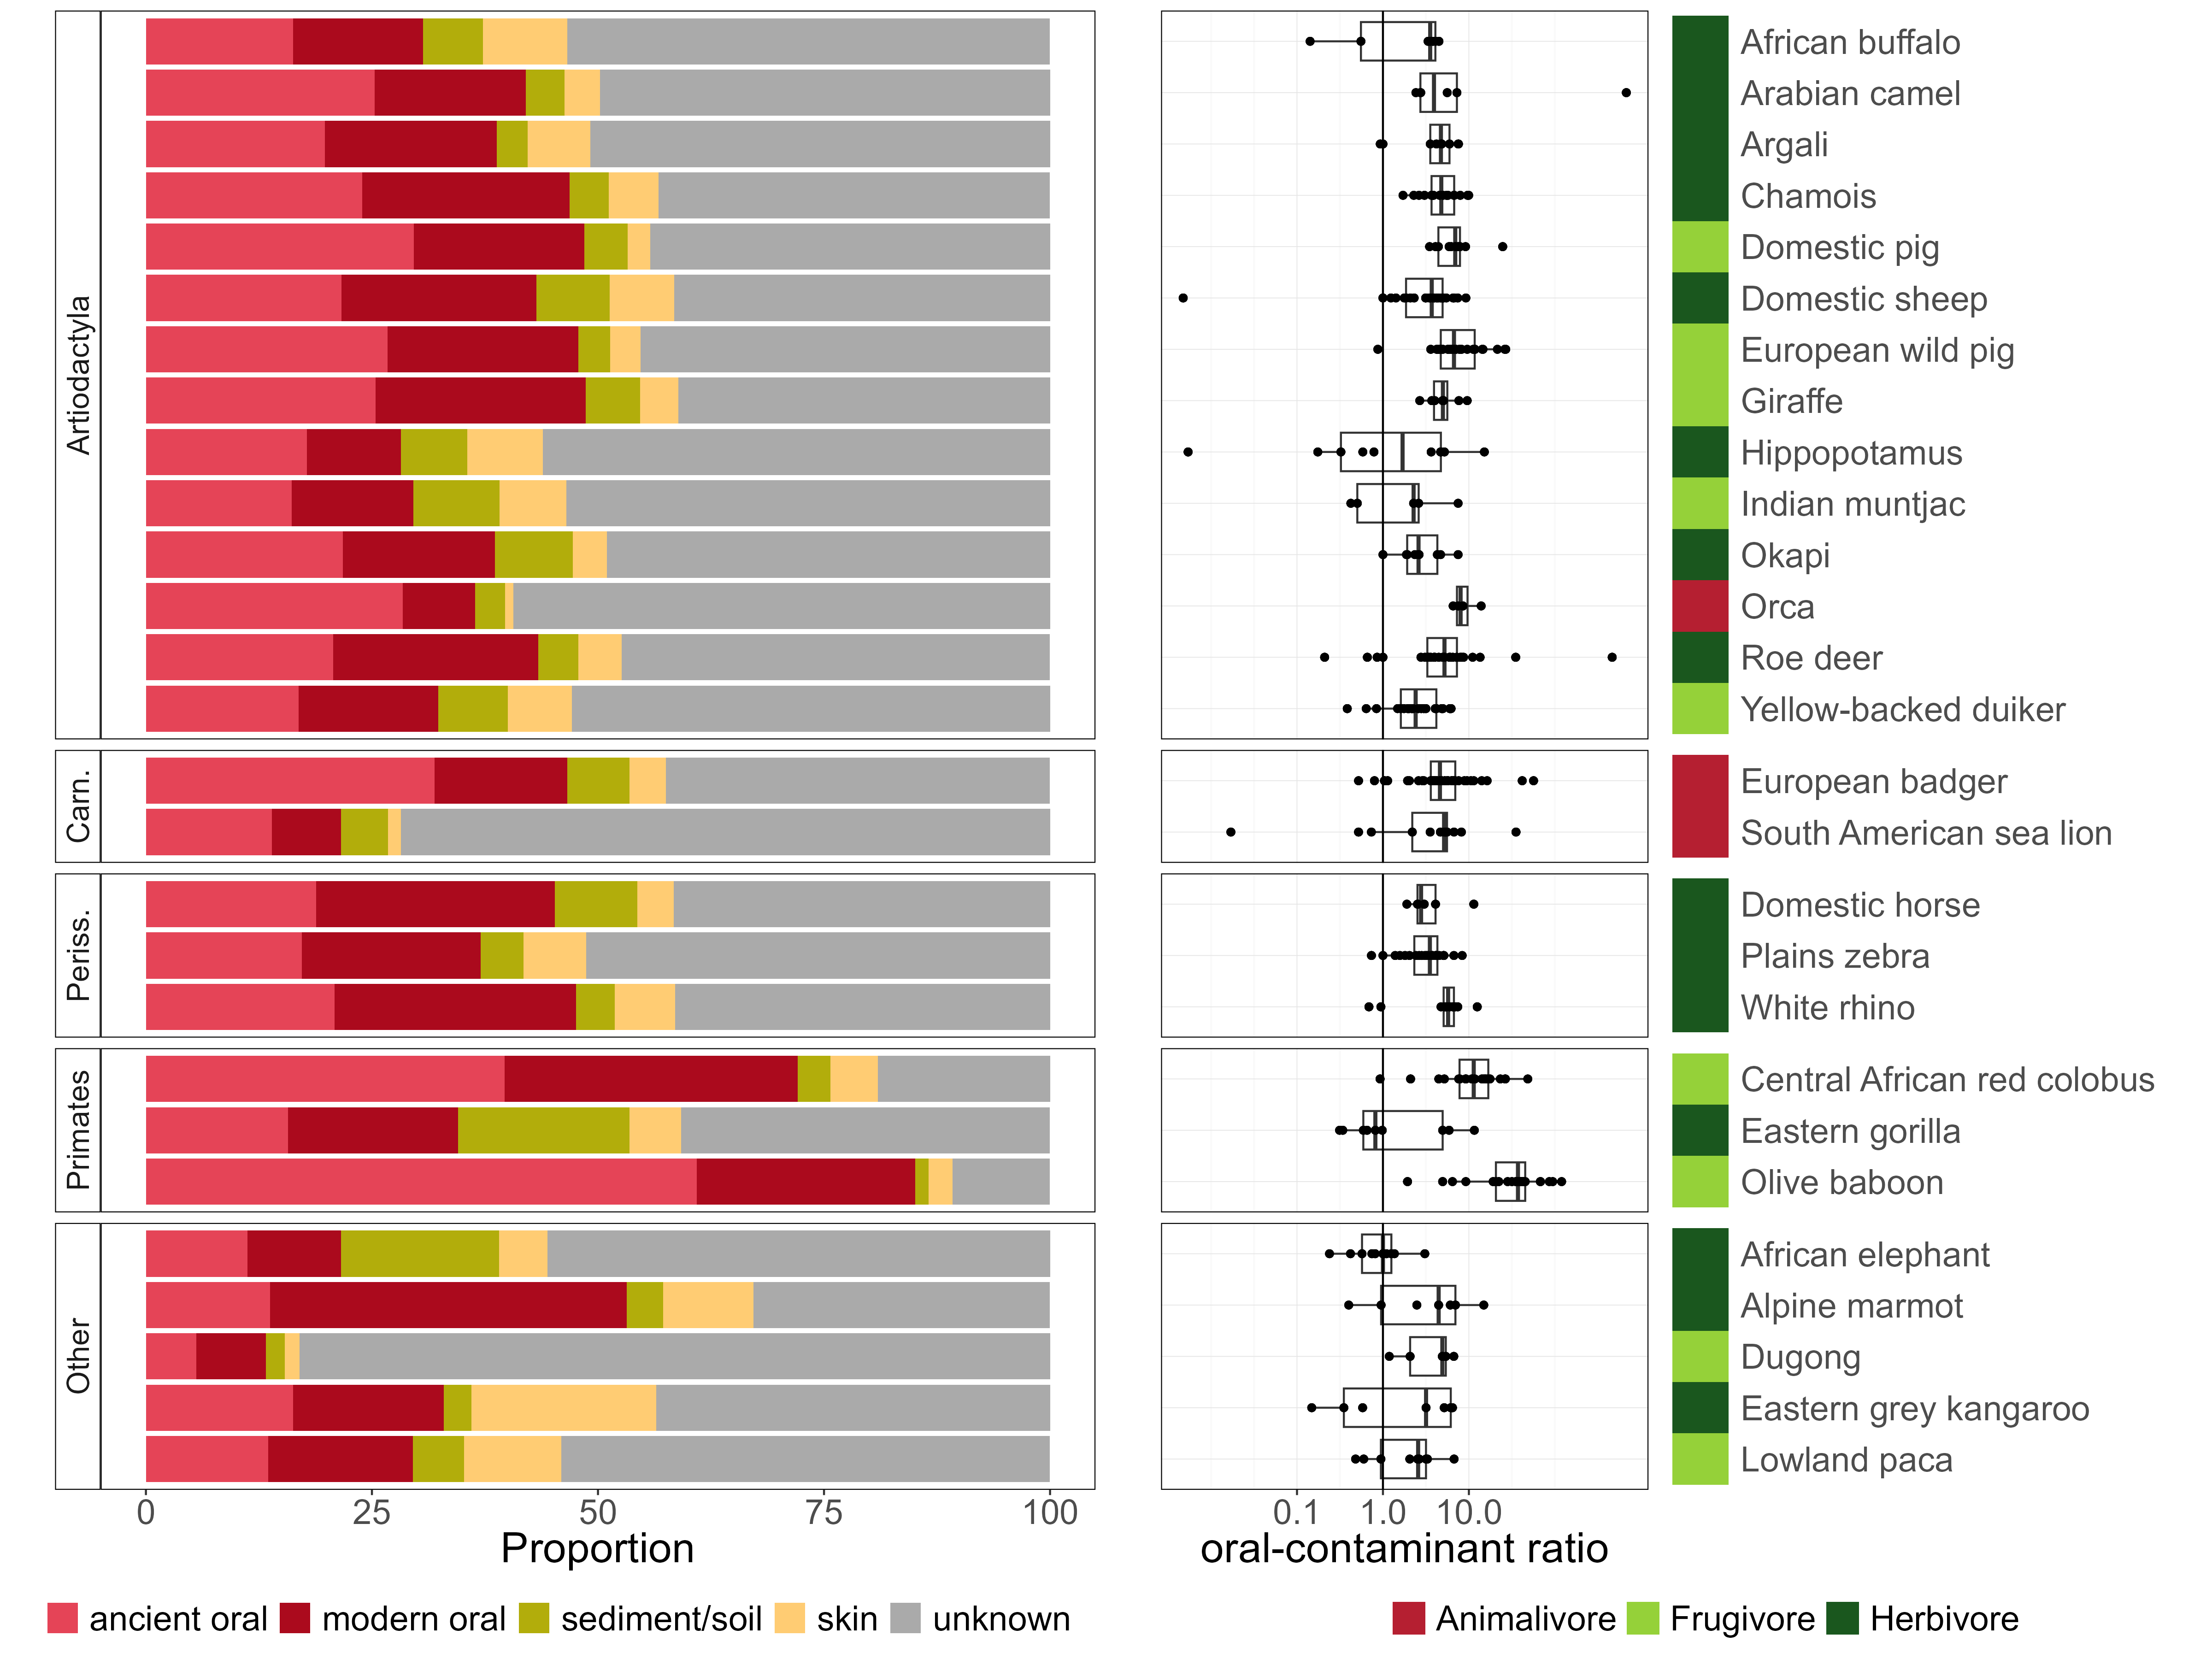 Artiodactyla
African buffalo
Arabian camel
Argali
Chamois
Domestic pig
Domestic sheep
European wild pig
Giraffe
Hippopotamus
Indian muntjac
Okapi
Orca
Roe deer
Yellow-backed duiker
Carn.
European badger
South American sea lion
Periss.
Domestic horse
Plains zebra
White rhino
Primates
Central African red colobus
Eastern gorilla
Olive baboon
Other
African elephant
Alpine marmot
Dugong
Eastern grey kangaroo
Lowland paca
0 25 50 75 100
Proportion
0.1 1.0 10.0
oral-contaminant ratio
ancient oral modern oral sediment/soil skin unknown
Animalivore Frugivore Herbivore